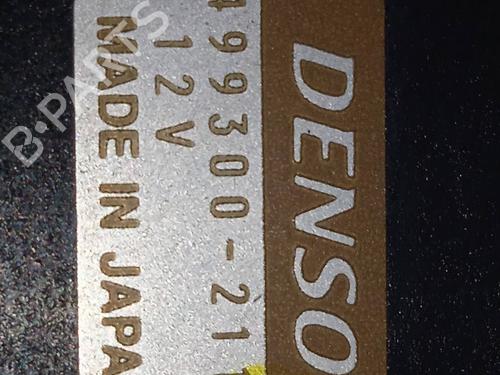 DENSO
499300-21
12V
MADE IN JAPA
B-PARTS